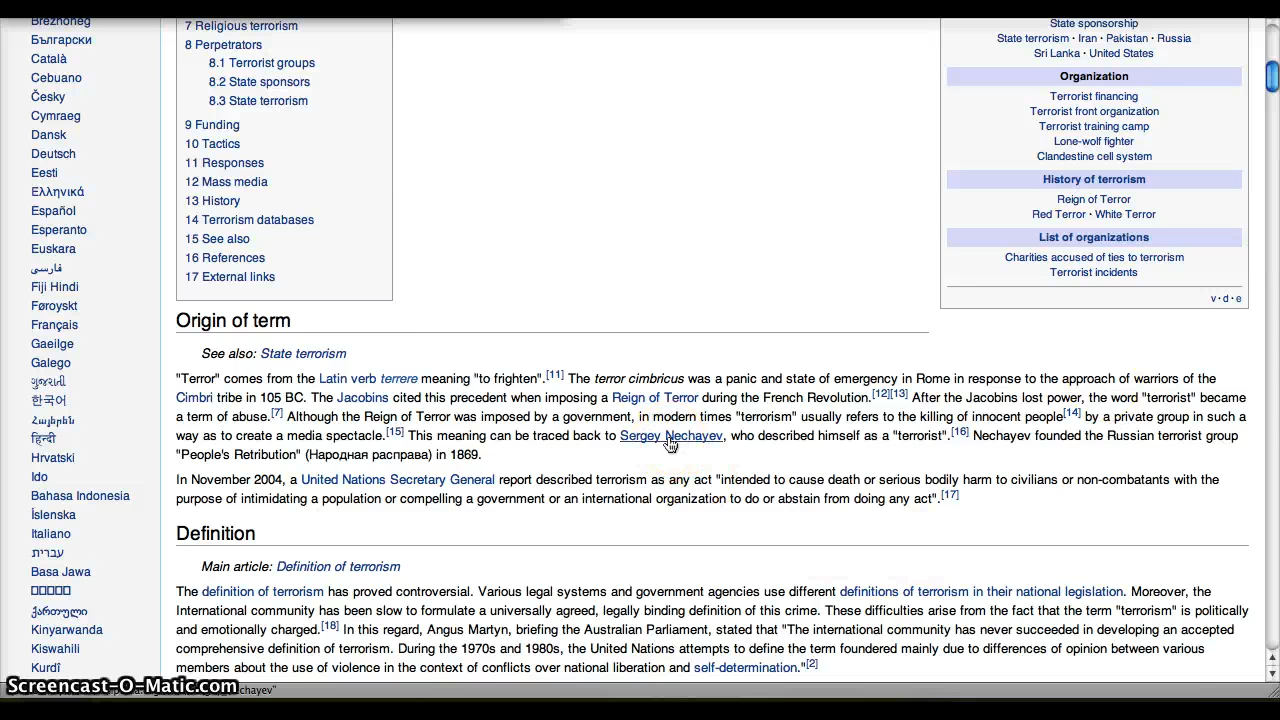 Brezhoneg
Български
Català
Cebuano
Česky
Cymraeg
Dansk
Deutsch
Eesti
Ελληνικά
Español
Esperanto
Euskara
فارسی
Fiji Hindi
Føroyskt
Français
Gaeilge
Galego
ગુજરાતી
한국어
Հայերեն
हिन्दी
Hrvatski
Ido
Bahasa Indonesia
Íslenska
Italiano
עברית
Basa Jawa
ქართული
Kinyarwanda
Kiswahili
Kurdî
7 Religious terrorism
8 Perpetrators
8.1 Terrorist groups
8.2 State sponsors
8.3 State terrorism
9 Funding
10 Tactics
11 Responses
12 Mass media
13 History
14 Terrorism databases
15 See also
16 References
17 External links
State sponsorship
State terrorism · Iran · Pakistan · Russia
Sri Lanka · United States
Organization
Terrorist financing
Terrorist front organization
Terrorist training camp
Lone-wolf fighter
Clandestine cell system
History of terrorism
Reign of Terror
Red Terror · White Terror
List of organizations
Charities accused of ties to terrorism
Terrorist incidents
v · d · e
Origin of term
See also: State terrorism
"Terror" comes from the Latin verb terrere meaning "to frighten".[11] The terror cimbricus was a panic and state of emergency in Rome in response to the approach of warriors of the
Cimbri tribe in 105 BC. The Jacobins cited this precedent when imposing a Reign of Terror during the French Revolution.[12][13] After the Jacobins lost power, the word "terrorist" became
a term of abuse.[7] Although the Reign of Terror was imposed by a government, in modern times "terrorism" usually refers to the killing of innocent people[14] by a private group in such a
way as to create a media spectacle.[15] This meaning can be traced back to Sergey Nechayev, who described himself as a "terrorist".[16] Nechayev founded the Russian terrorist group
"People's Retribution" (Народная расправа) in 1869.
In November 2004, a United Nations Secretary General report described terrorism as any act "intended to cause death or serious bodily harm to civilians or non-combatants with the
purpose of intimidating a population or compelling a government or an international organization to do or abstain from doing any act".[17]
Definition
Main article: Definition of terrorism
The definition of terrorism has proved controversial. Various legal systems and government agencies use different definitions of terrorism in their national legislation. Moreover, the
International community has been slow to formulate a universally agreed, legally binding definition of the crime. These difficulties arise from the fact that the term "terrorism" is politically
and emotionally charged.[18] In this regard, Angus Martyn, briefing the Australian Parliament, stated that "The international community has never succeeded in developing an accepted
comprehensive definition of terrorism. During the 1970s and 1980s, the United Nations attempts to define the term foundered mainly due to differences of opinion between various
members about the use of violence in the context of conflicts over national liberation and self-determination."[2]
Screencast-O-Matic.com